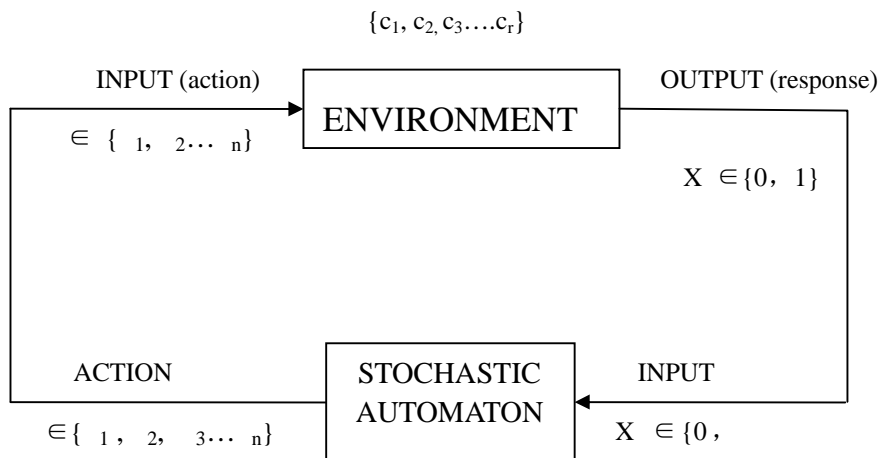 {c₁, c₂, c₃….cᵣ}
INPUT (action)
OUTPUT (response)
ENVIRONMENT
∈ { ₁, ₂… ₙ}
X ∈{0, 1}
ACTION
STOCHASTIC
AUTOMATON
INPUT
∈{ ₁ , ₂, ₃… ₙ}
X ∈{0 ,